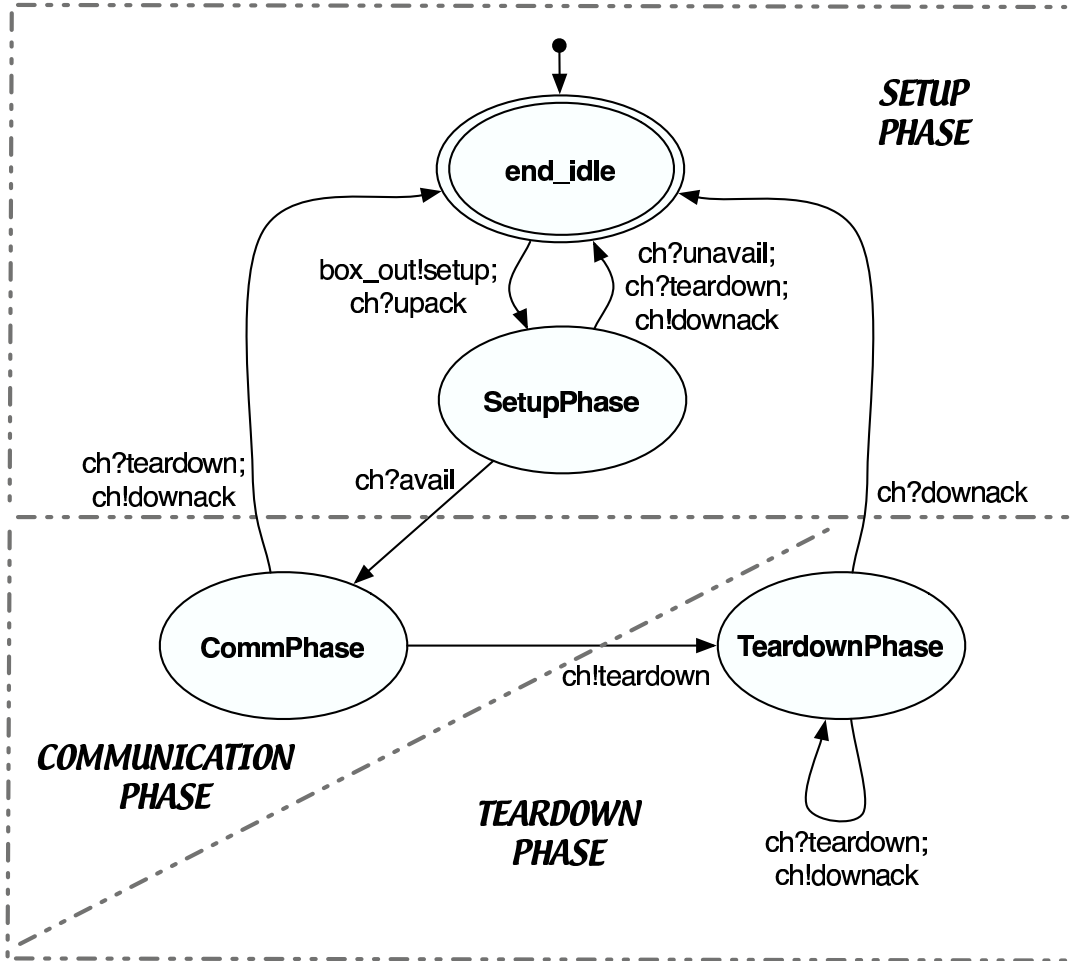 SETUP
PHASE
end_idle
box_out!setup;
ch?upack
ch?unavail;
ch?teardown;
ch!downack
SetupPhase
ch?teardown;
ch!downack
ch?avail
ch?downack
CommPhase
TeardownPhase
ch!teardown
COMMUNICATION
PHASE
TEARDOWN
PHASE
ch?teardown;
ch!downack